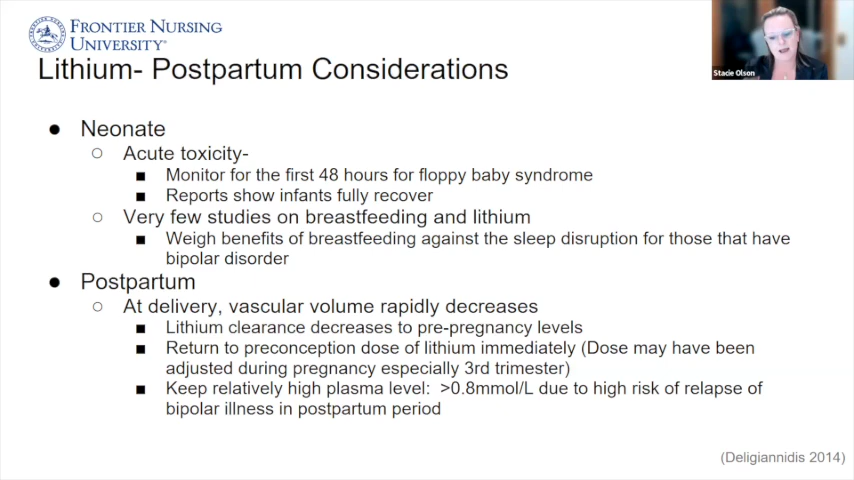 FRONTIER NURSING
UNIVERSITY®
Stacie Olson
Lithium- Postpartum Considerations
● Neonate
○ Acute toxicity-
■ Monitor for the first 48 hours for floppy baby syndrome
■ Reports show infants fully recover
○ Very few studies on breastfeeding and lithium
■ Weigh benefits of breastfeeding against the sleep disruption for those that have
bipolar disorder
● Postpartum
○ At delivery, vascular volume rapidly decreases
■ Lithium clearance decreases to pre-pregnancy levels
■ Return to preconception dose of lithium immediately (Dose may have been
adjusted during pregnancy especially 3rd trimester)
■ Keep relatively high plasma level: >0.8mmol/L due to high risk of relapse of
bipolar illness in postpartum period
(Deligiannidis 2014)